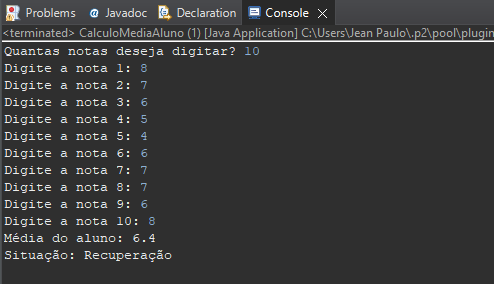 Problems @ Javadoc Declaration Console
<terminated> CalculoMediaAluno (1) [Java Application] C:\Users\Jean Paulo\.p2\pool\plugin
Quantas notas deseja digitar? 10
Digite a nota 1: 8
Digite a nota 2: 7
Digite a nota 3: 6
Digite a nota 4: 5
Digite a nota 5: 4
Digite a nota 6: 6
Digite a nota 7: 7
Digite a nota 8: 7
Digite a nota 9: 6
Digite a nota 10: 8
Média do aluno: 6.4
Situação: Recuperação